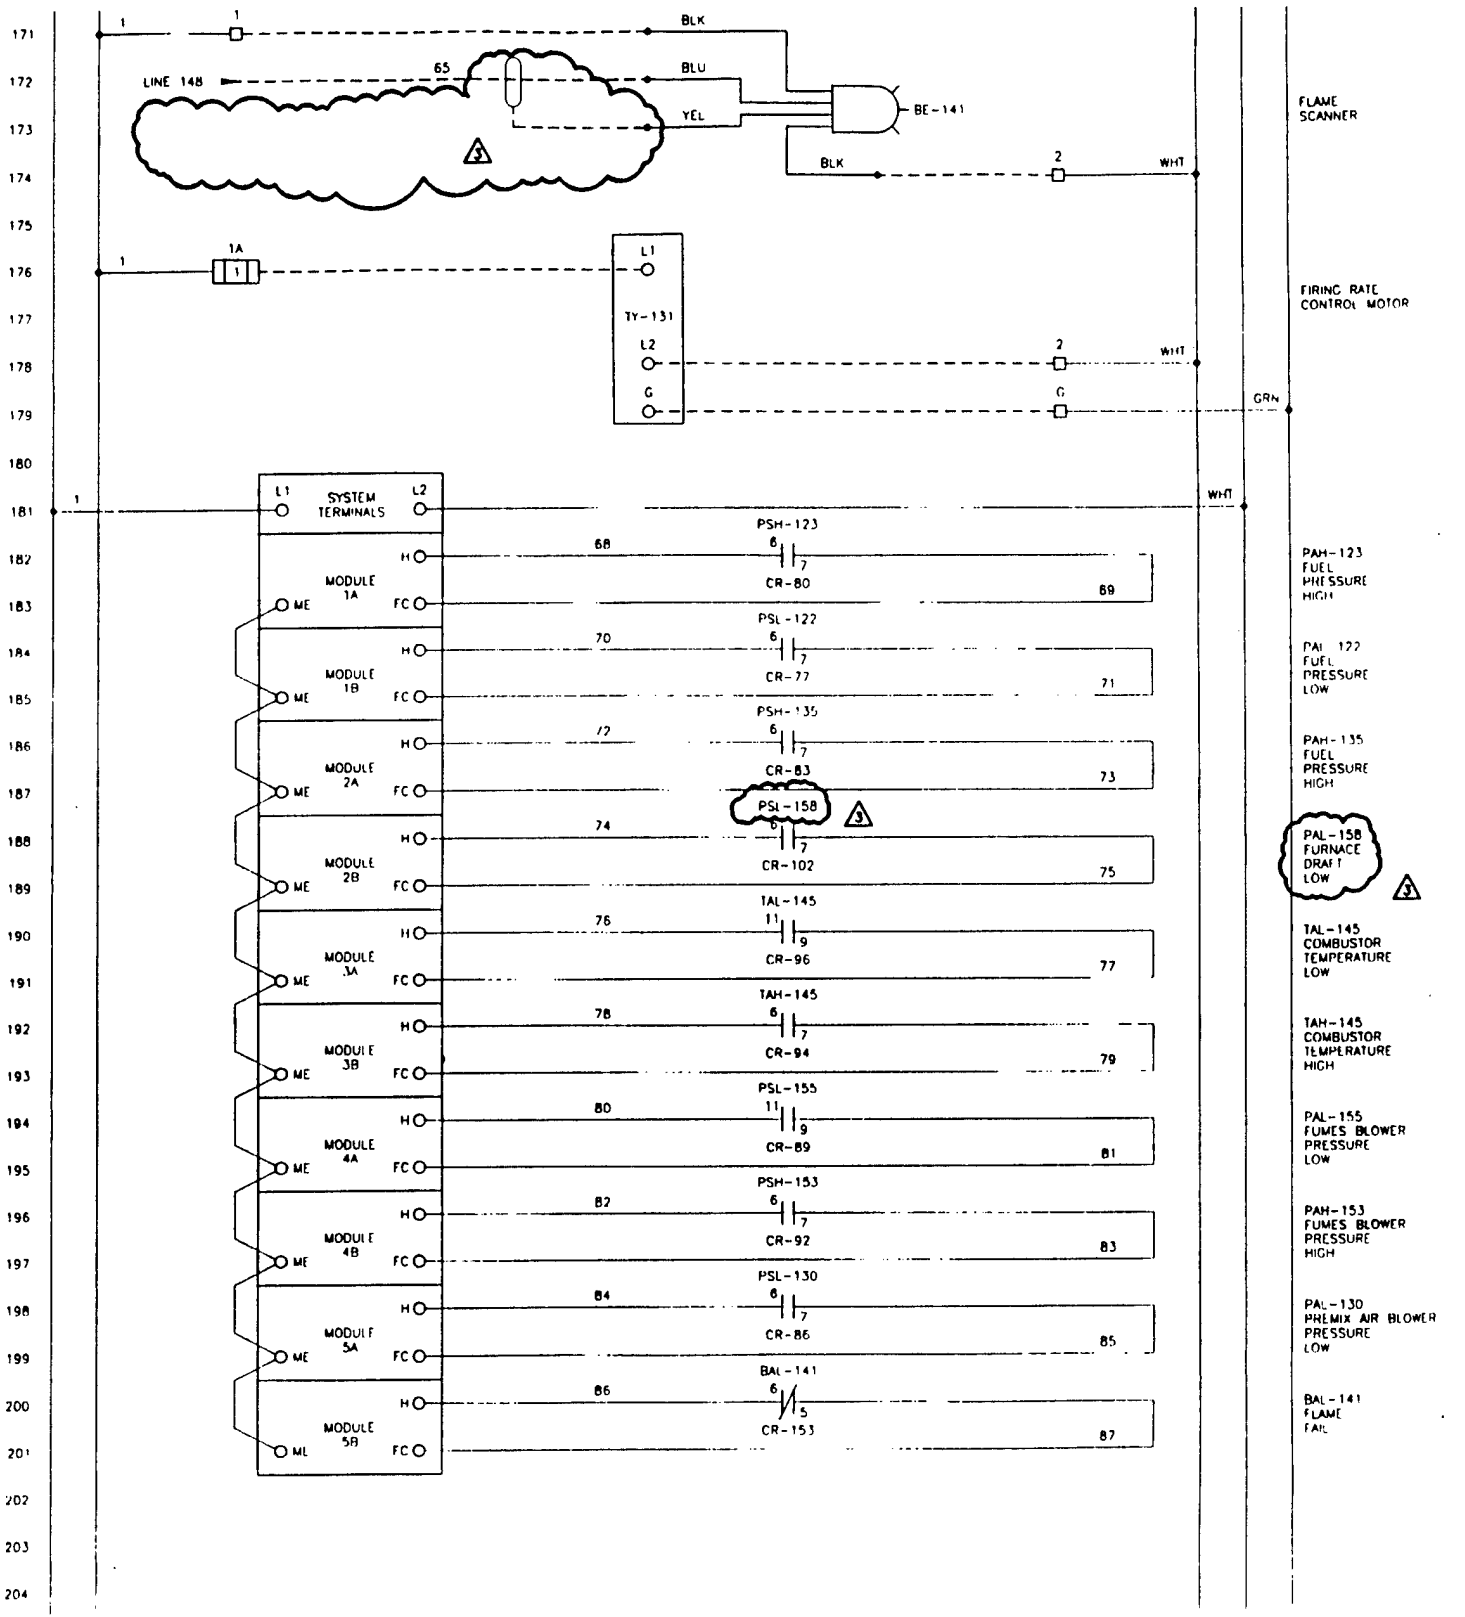 171 1 1 BLK
172 LINE 148 65 BLU
BE-141 FLAME
SCANNER
173 YEL
3
174 BLK 2 WHT
175
1A L1
176 1 1
FIRING RATE
CONTROL MOTOR
177 TY-131
L2 2 WHT
178
G G GRN
179
180
1 L1 SYSTEM L2 WHT
181 TERMINALS
PSH-123
182 H 68 6 7 PAH-123
MODULE CR-80 FUEL
1A 69 PRESSURE
183 ME FC HIGH
PSL-122
184 H 70 6 7 PAL-122
MODULE CR-77 FUEL
1B 71 PRESSURE
185 ME FC LOW
PSH-135
186 H 72 6 7 PAH-135
MODULE CR-83 FUEL
2A 73 PRESSURE
187 ME FC HIGH
PSL-158 3
188 H 74 6 7 PAL-158
MODULE CR-102 FURNACE
2B 75 DRAFT
189 ME FC LOW 3
TAL-145
190 H 76 11 9 TAL-145
MODULE CR-96 COMBUSTOR
3A 77 TEMPERATURE
191 ME FC LOW
TAH-145
192 H 78 6 7 TAH-145
MODULE CR-94 COMBUSTOR
3B 79 TEMPERATURE
193 ME FC HIGH
PSL-155
194 H 80 11 9 PAL-155
MODULE CR-89 FUMES BLOWER
4A 81 PRESSURE
195 ME FC LOW
PSH-153
196 H 82 6 7 PAH-153
MODULE CR-92 FUMES BLOWER
4B 83 PRESSURE
197 ME FC HIGH
PSL-130
198 H 84 6 7 PAL-130
MODULE CR-86 PREMIX AIR BLOWER
5A 85 PRESSURE
199 ME FC LOW
BAL-141
200 H 86 6 5 BAL-141
MODULE CR-153 FLAME
5B 87 FAIL
201 ME FC
202
203
204